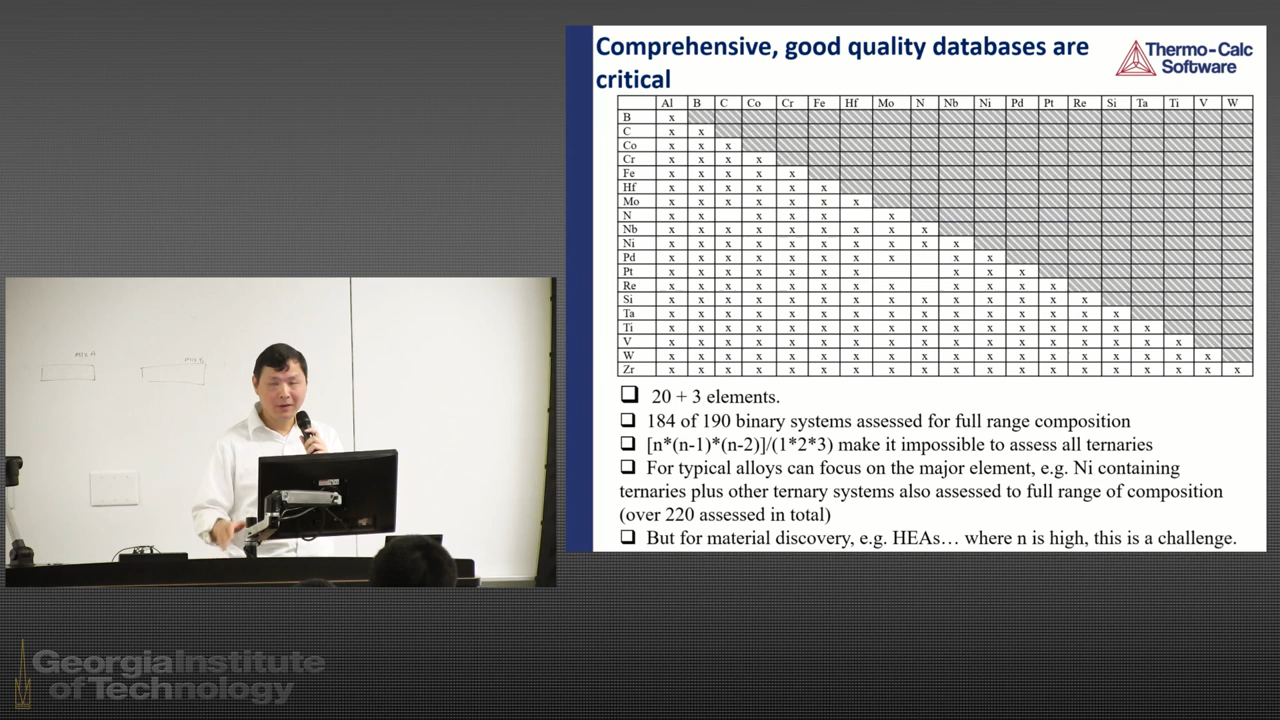 Comprehensive, good quality databases are
critical
Thermo-Calc
Software
Al B C Co Cr Fe Hf Mo N Nb Ni Pd Pt Re Si Ta Ti V W
B x
C x x
Co x x x
Cr x x x x
Fe x x x x x
Hf x x x x x x
Mo x x x x x x x
N x x x x x x
Nb x x x x x x x x x
Ni x x x x x x x x x x
Pd x x x x x x x x x x
Pt x x x x x x x x x x
Re x x x x x x x x x x x x
Si x x x x x x x x x x x x x x
Ta x x x x x x x x x x x x x x x
Ti x x x x x x x x x x x x x x x x
V x x x x x x x x x x x x x x x x x
W x x x x x x x x x x x x x x x x x x
Zr x x x x x x x x x x x x x x x x x x x
20 + 3 elements.
184 of 190 binary systems assessed for full range composition
[n*(n-1)*(n-2)]/(1*2*3) make it impossible to assess all ternaries
For typical alloys can focus on the major element, e.g. Ni containing
ternaries plus other ternary systems also assessed to full range of composition
(over 220 assessed in total)
But for material discovery, e.g. HEAs… where n is high, this is a challenge.
Georgia Institute
of Technology